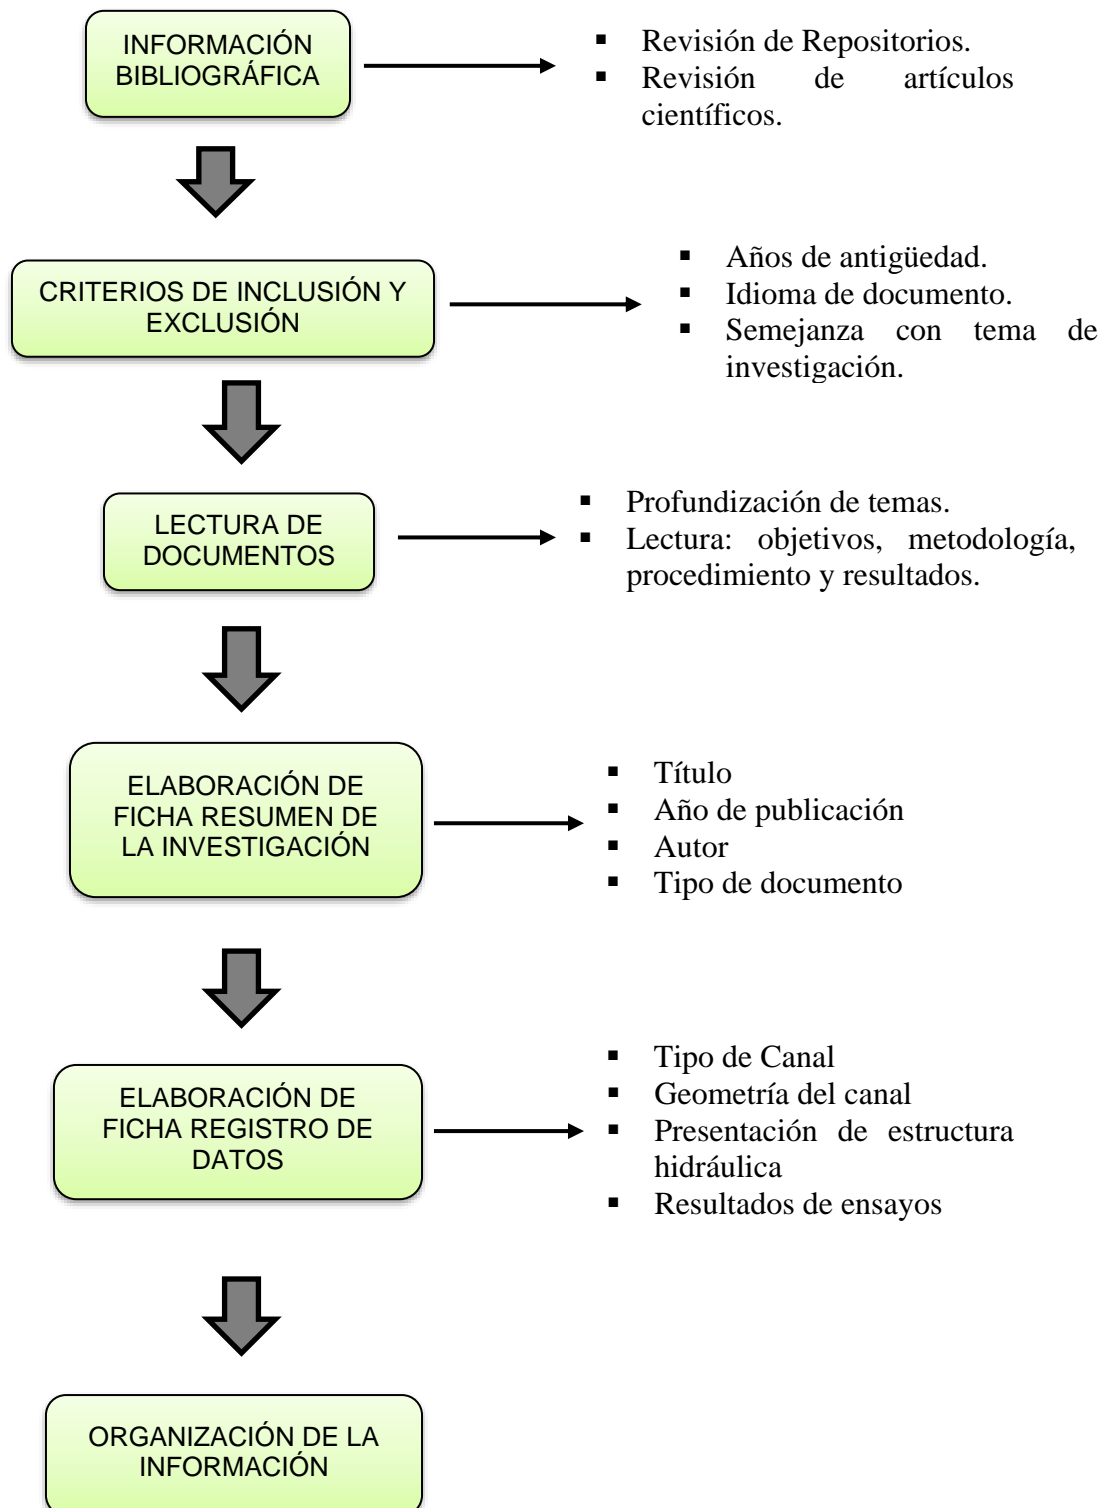 INFORMACIÓN
BIBLIOGRÁFICA
▪ Revisión de Repositorios.
▪ Revisión de artículos
científicos.
CRITERIOS DE INCLUSIÓN Y
EXCLUSIÓN
▪ Años de antigüedad.
▪ Idioma de documento.
▪ Semejanza con tema de
investigación.
LECTURA DE
DOCUMENTOS
▪ Profundización de temas.
▪ Lectura: objetivos, metodología,
procedimiento y resultados.
ELABORACIÓN DE
FICHA RESUMEN DE
LA INVESTIGACIÓN
▪ Título
▪ Año de publicación
▪ Autor
▪ Tipo de documento
ELABORACIÓN DE
FICHA REGISTRO DE
DATOS
▪ Tipo de Canal
▪ Geometría del canal
▪ Presentación de estructura
hidráulica
▪ Resultados de ensayos
ORGANIZACIÓN DE LA
INFORMACIÓN